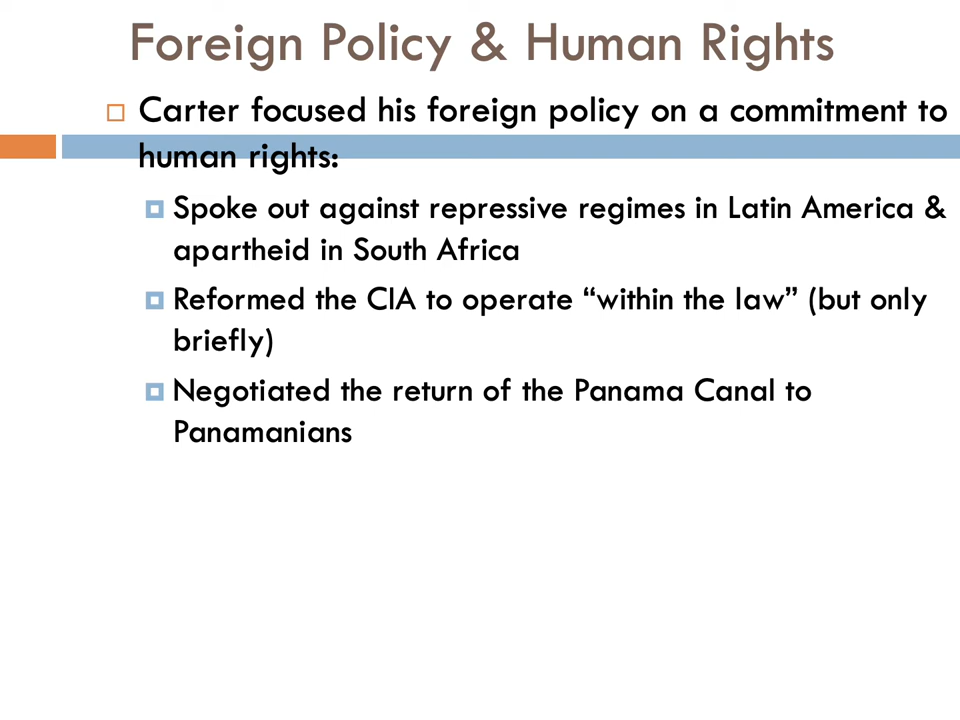 Foreign Policy & Human Rights
Carter focused his foreign policy on a commitment to
human rights:
Spoke out against repressive regimes in Latin America &
apartheid in South Africa
Reformed the CIA to operate “within the law” (but only
briefly)
Negotiated the return of the Panama Canal to
Panamanians